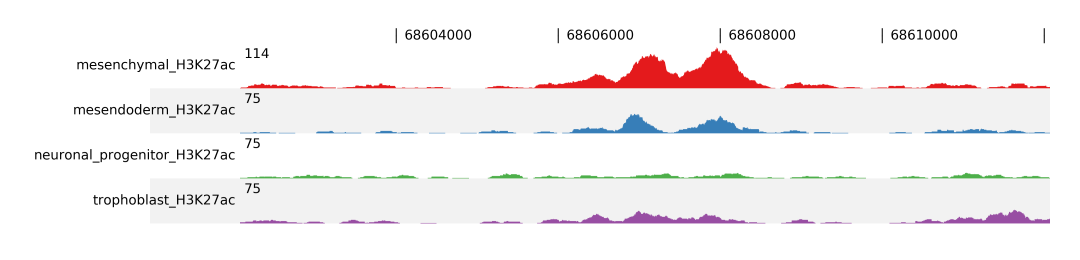 | 68604000 | 68606000 | 68608000 | 68610000 |
114
mesenchymal_H3K27ac
75
mesendoderm_H3K27ac
75
neuronal_progenitor_H3K27ac
75
trophoblast_H3K27ac